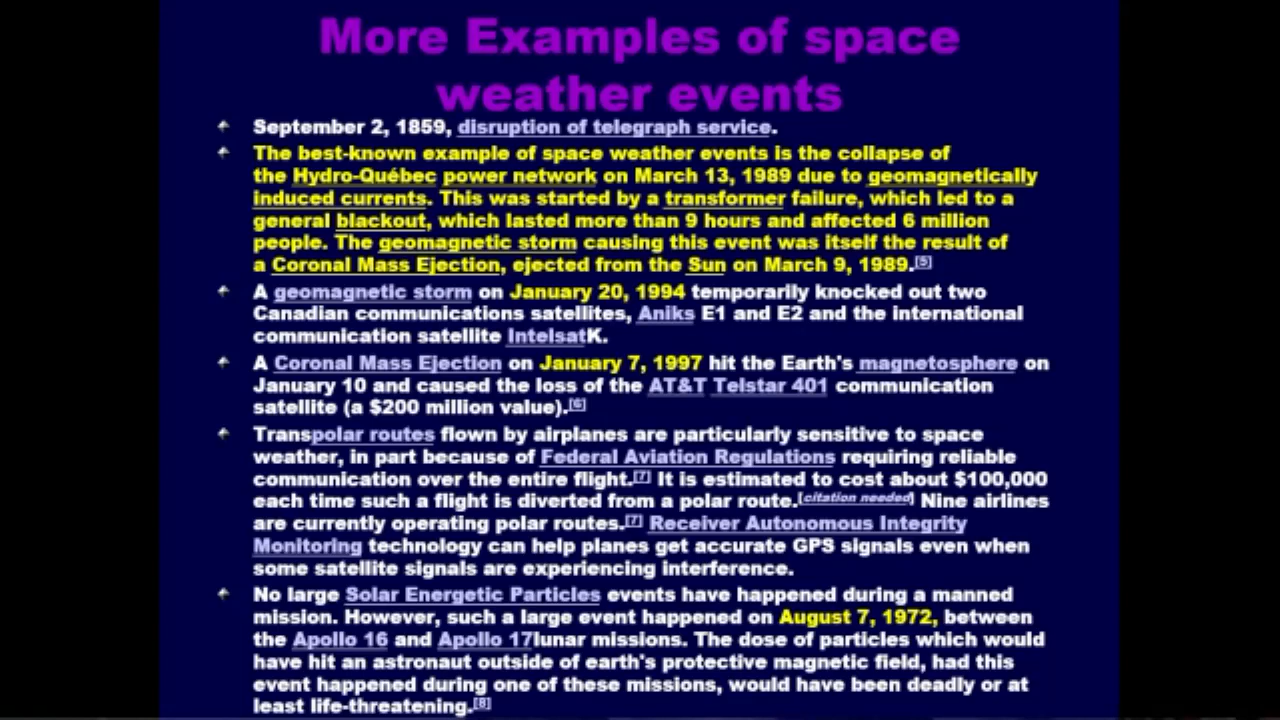 More Examples of space
weather events
September 2, 1859, disruption of telegraph service.
The best-known example of space weather events is the collapse of
the Hydro-Québec power network on March 13, 1989 due to geomagnetically
induced currents. This was started by a transformer failure, which led to a
general blackout, which lasted more than 9 hours and affected 6 million
people. The geomagnetic storm causing this event was itself the result of
a Coronal Mass Ejection, ejected from the Sun on March 9, 1989.[5]
A geomagnetic storm on January 20, 1994 temporarily knocked out two
Canadian communications satellites, Aniks E1 and E2 and the international
communication satellite IntelsatK.
A Coronal Mass Ejection on January 7, 1997 hit the Earth's magnetosphere on
January 10 and caused the loss of the AT&T Telstar 401 communication
satellite (a $200 million value).[6]
Transpolar routes flown by airplanes are particularly sensitive to space
weather, in part because of Federal Aviation Regulations requiring reliable
communication over the entire flight.[7] It is estimated to cost about $100,000
each time such a flight is diverted from a polar route.[citation needed] Nine airlines
are currently operating polar routes.[7] Receiver Autonomous Integrity
Monitoring technology can help planes get accurate GPS signals even when
some satellite signals are experiencing interference.
No large Solar Energetic Particles events have happened during a manned
mission. However, such a large event happened on August 7, 1972, between
the Apollo 16 and Apollo 17lunar missions. The dose of particles which would
have hit an astronaut outside of earth's protective magnetic field, had this
event happened during one of these missions, would have been deadly or at
least life-threatening.[8]